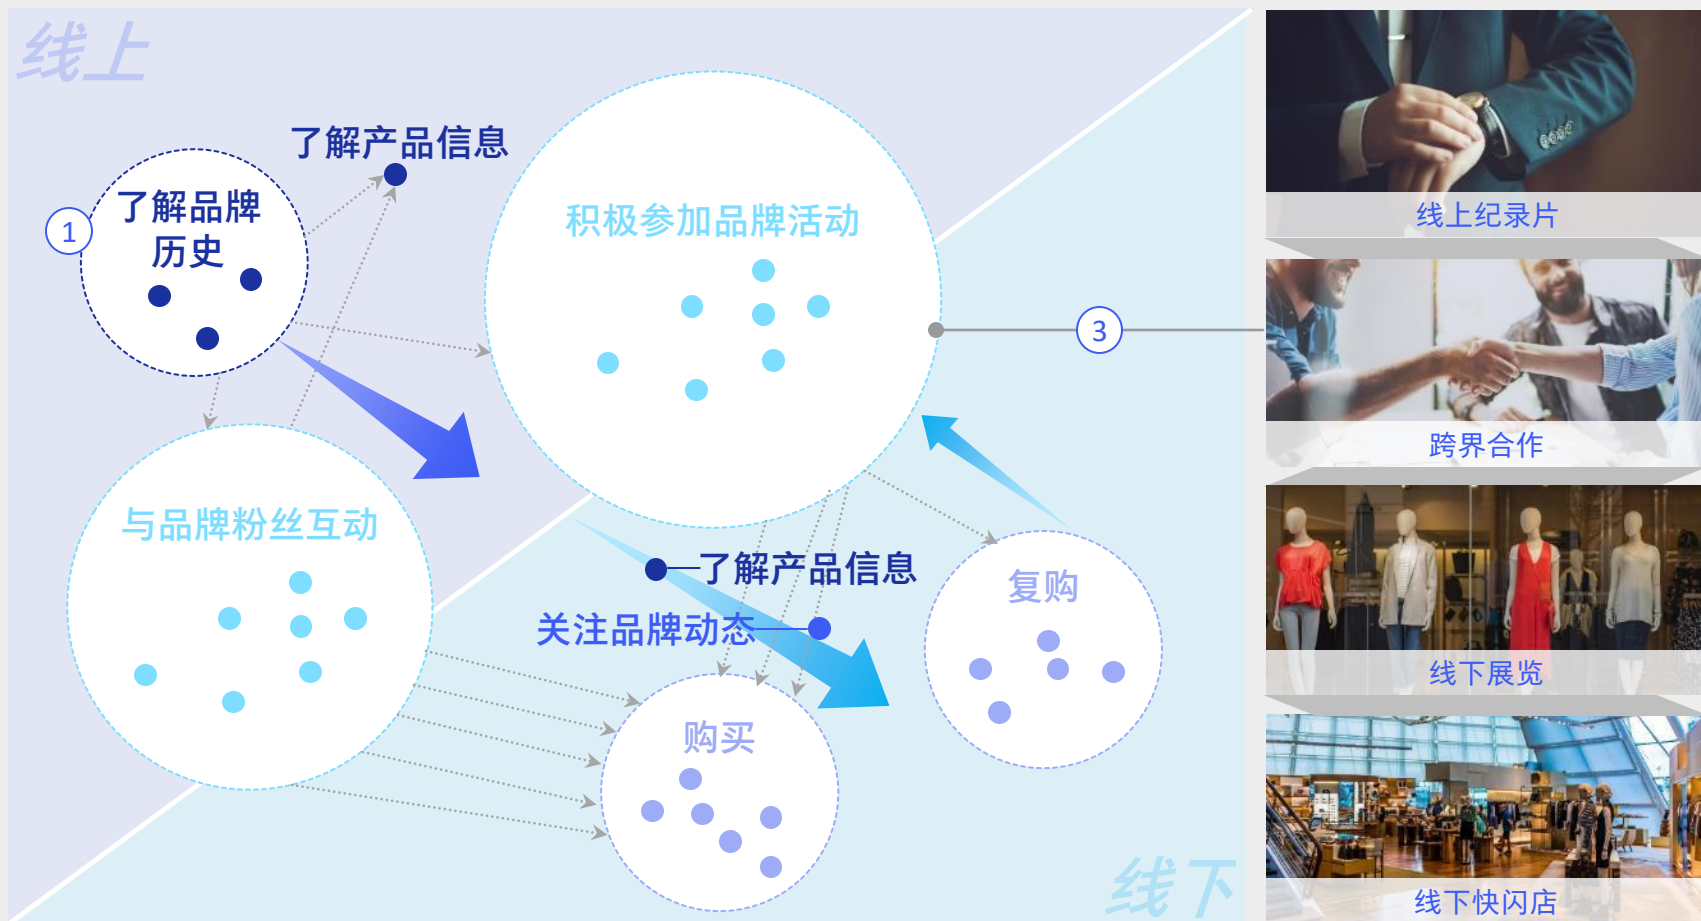 线上
了解产品信息
了解品牌
历史
1
积极参加品牌活动
3
与品牌粉丝互动
了解产品信息
关注品牌动态
复购
购买
线下
线上纪录片
跨界合作
线下展览
线下快闪店